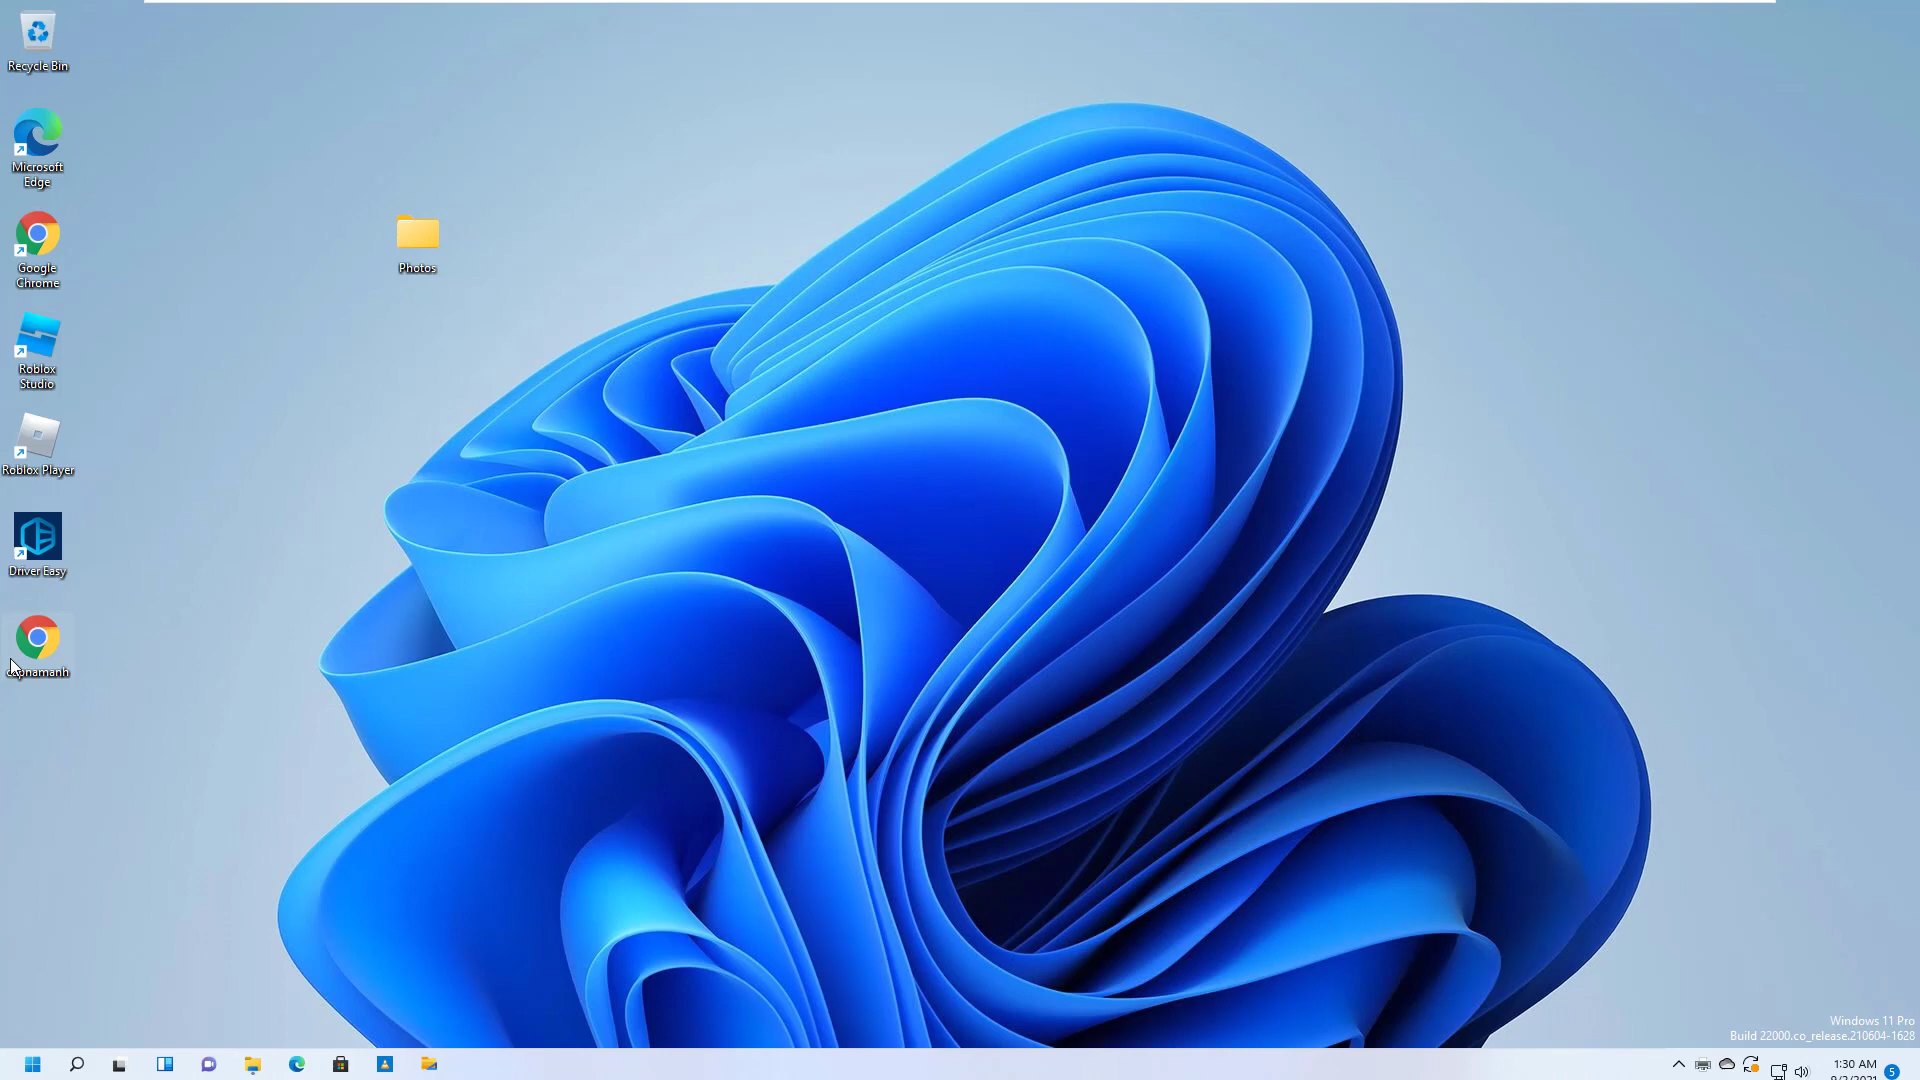 Recycle Bin
Microsoft
Edge
Google
Chrome
Roblox
Studio
Roblox Player
Driver Easy
Photos
Windows 11 Pro
Build 22000.co_release.210604-1628
1:30 AM
5